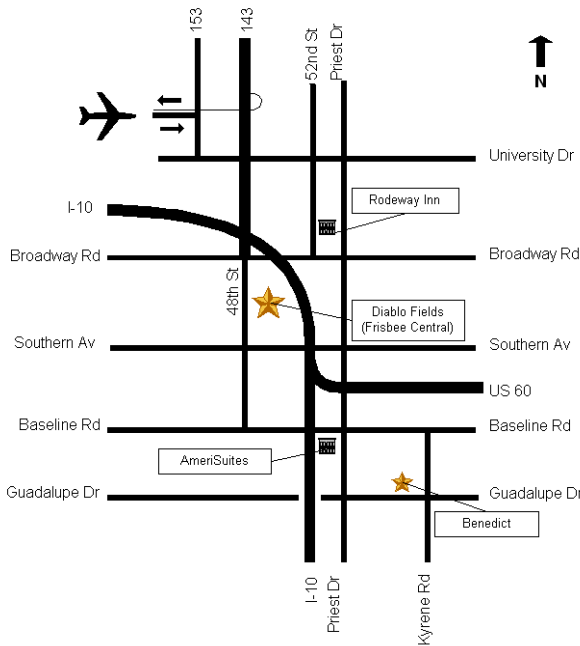 153
143
52nd St
Priest Dr
N
University Dr
I-10
Rodeway Inn
Broadway Rd
Broadway Rd
48th St
Diablo Fields
(Frisbee Central)
Southern Av
Southern Av
US 60
Baseline Rd
Baseline Rd
AmeriSuites
Guadalupe Dr
Guadalupe Dr
Benedict
I-10
Priest Dr
Kyrene Rd